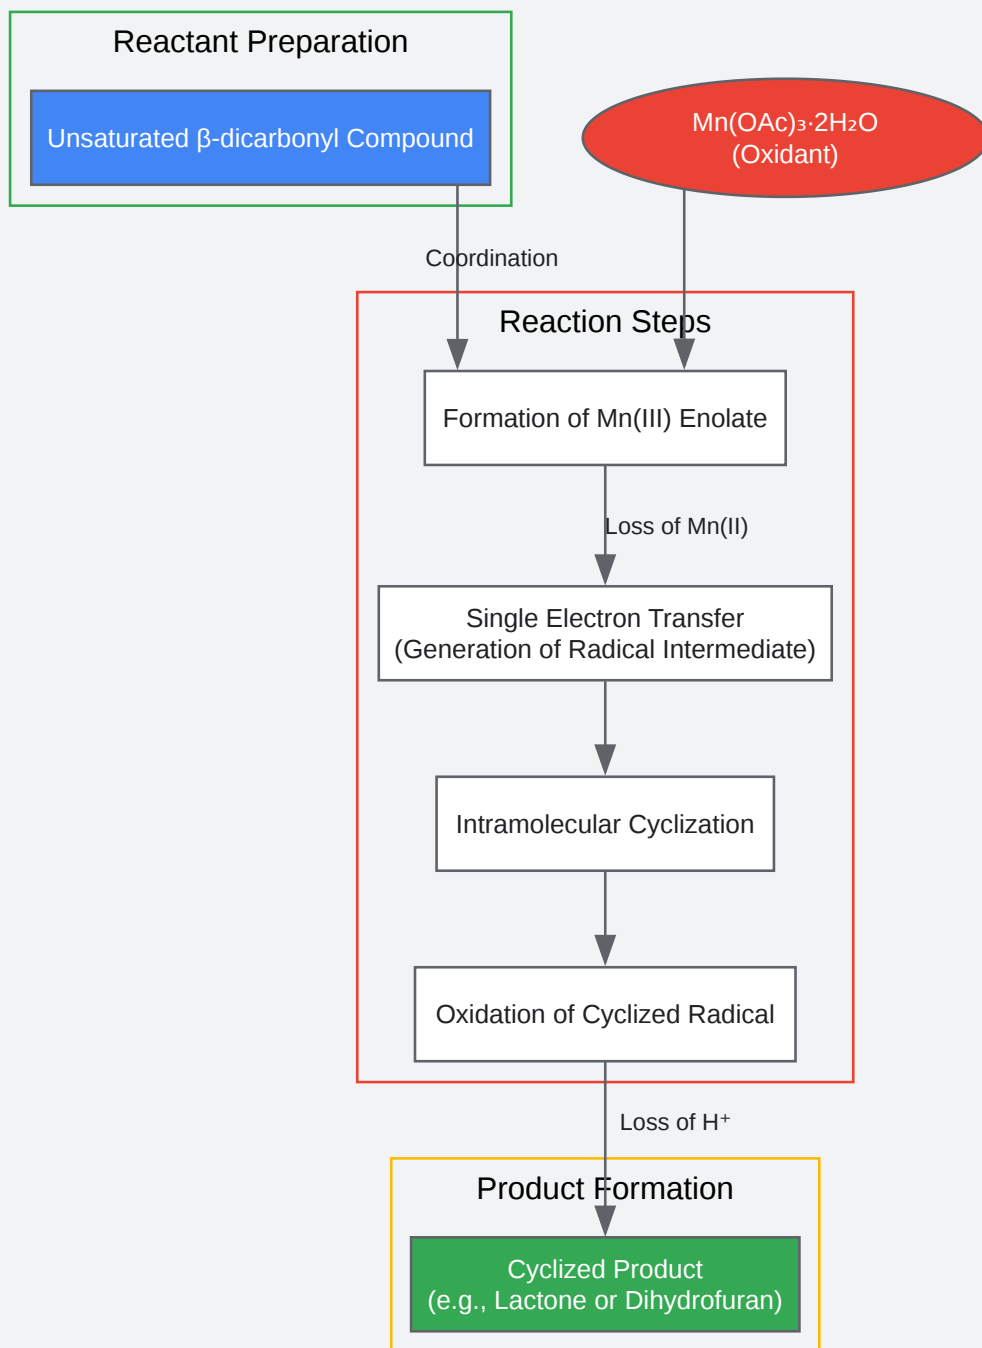 Reactant Preparation
Unsaturated β-dicarbonyl Compound
Mn(OAc)₃·2H₂O
(Oxidant)
Coordination
Reaction Steps
Formation of Mn(III) Enolate
Loss of Mn(II)
Single Electron Transfer
(Generation of Radical Intermediate)
Intramolecular Cyclization
Oxidation of Cyclized Radical
Loss of H⁺
Product Formation
Cyclized Product
(e.g., Lactone or Dihydrofuran)